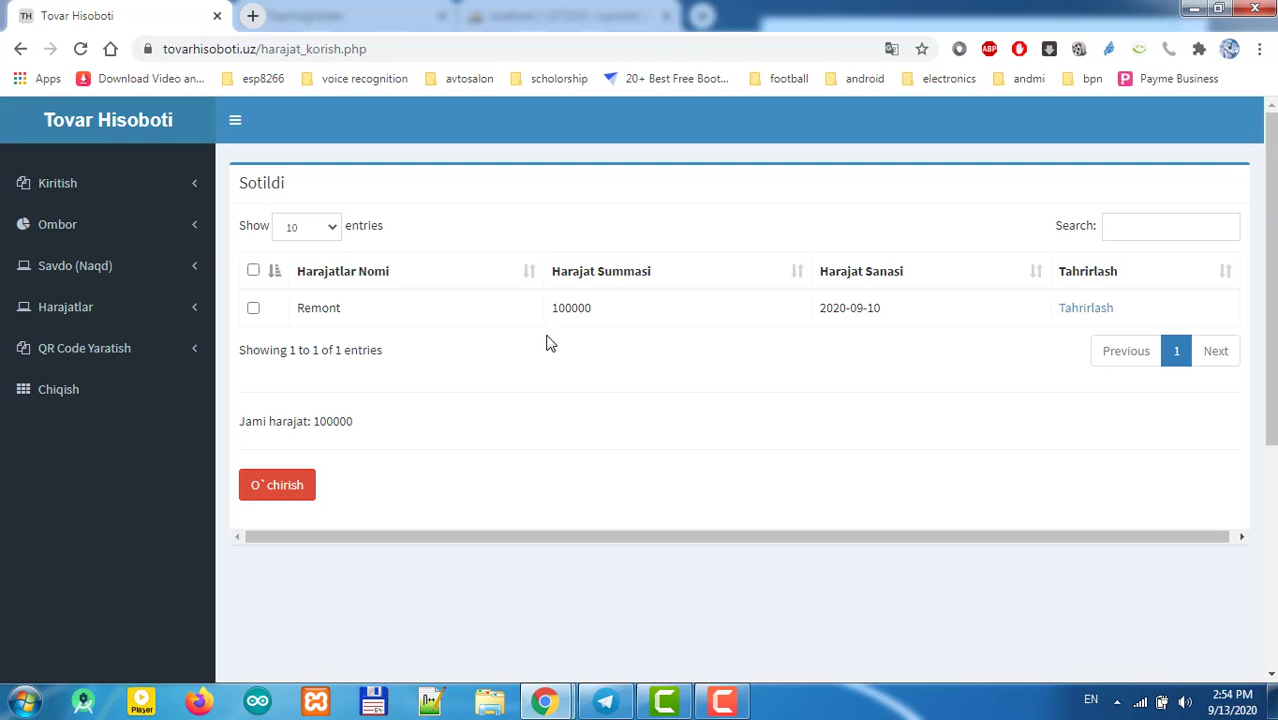 TH Tovar Hisoboti
tovarhisoboti.uz/harajat_korish.php
ABP
Apps Download Video an... esp8266 voice recognition avtosalon scholorship 20+ Best Free Boot... football android electronics andmi bpn Payme Business
Tovar Hisoboti
Kiritish
Ombor
Savdo (Naqd)
Harajatlar
QR Code Yaratish
Chiqish
Sotildi
Show 10 entries Search:
Harajatlar Nomi Harajat Summasi Harajat Sanasi Tahrirlash
Remont 100000 2020-09-10 Tahrirlash
Showing 1 to 1 of 1 entries Previous 1 Next
Jami harajat: 100000
O`chirish
Player
EN
2:54 PM
9/13/2020